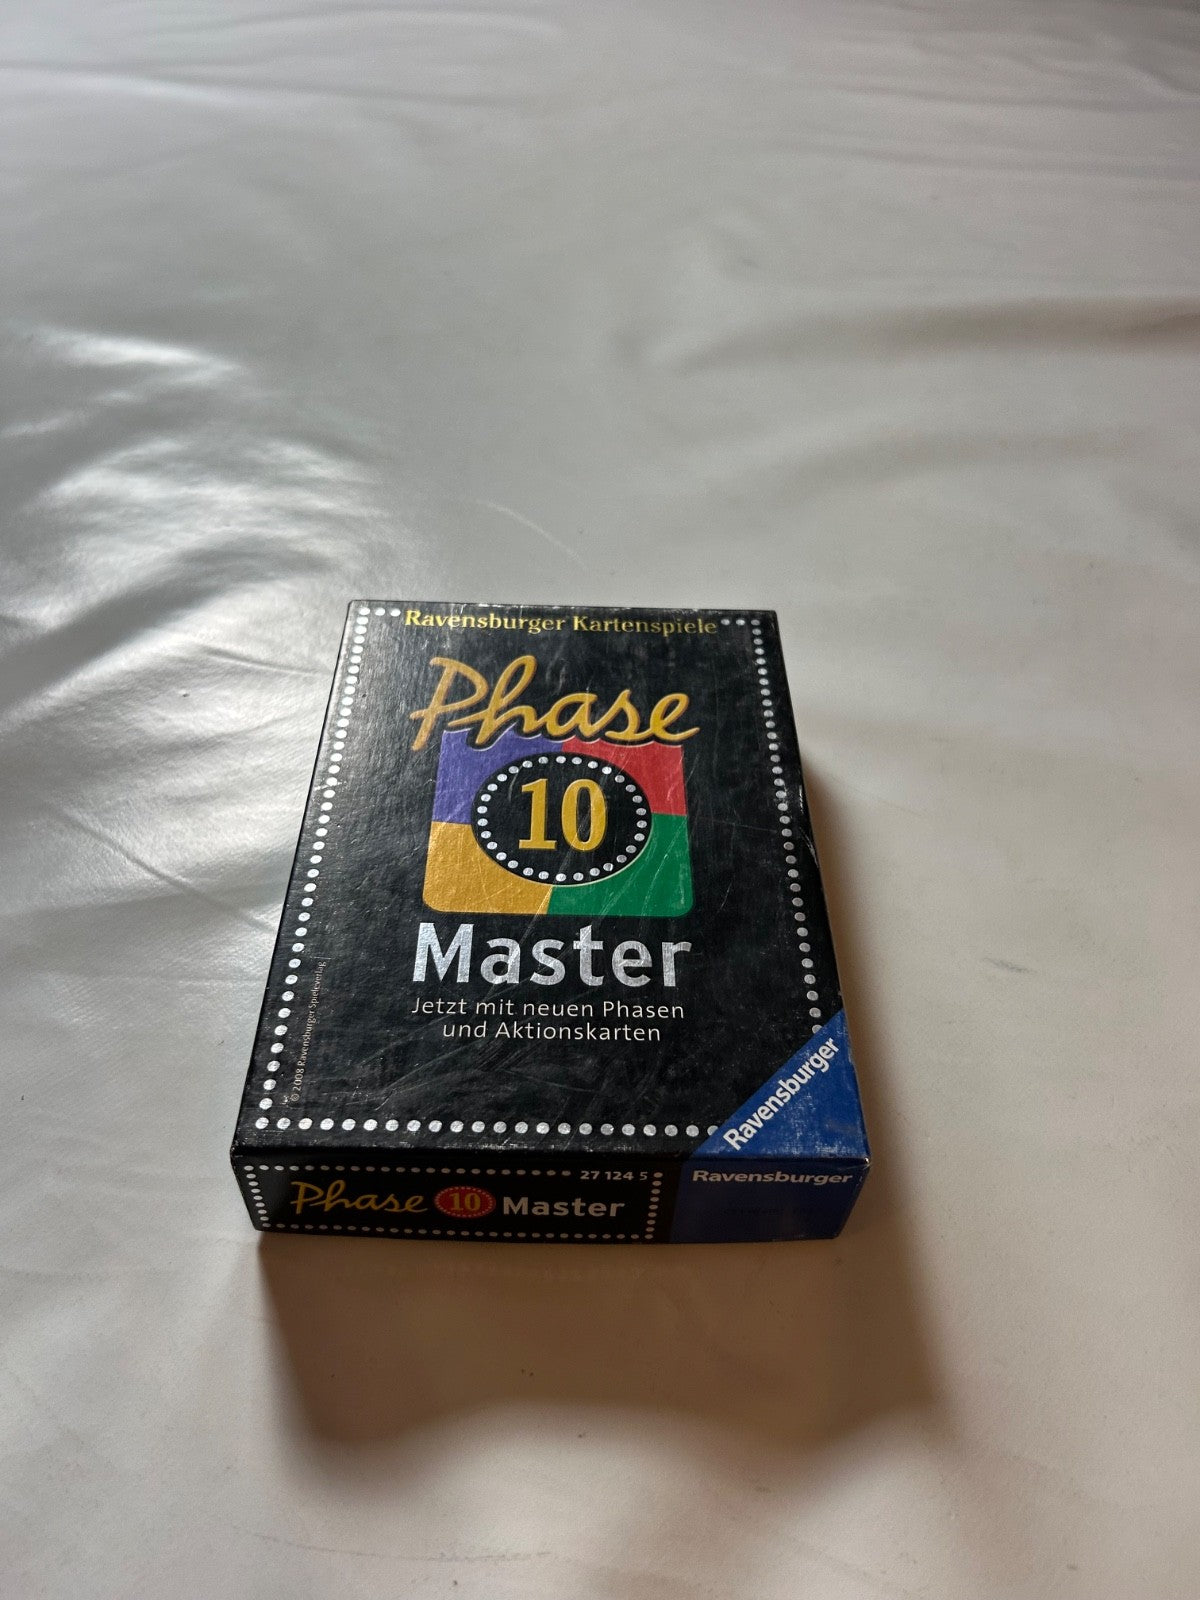 Ravensburger Kartenspiele
Phase
10
Master
Jetzt mit neuen Phasen
und Aktionskarten
© 2008 Ravensburger Spieleverlag
Ravensburger
27 124 5
Phase 10 Master
Ravensburger